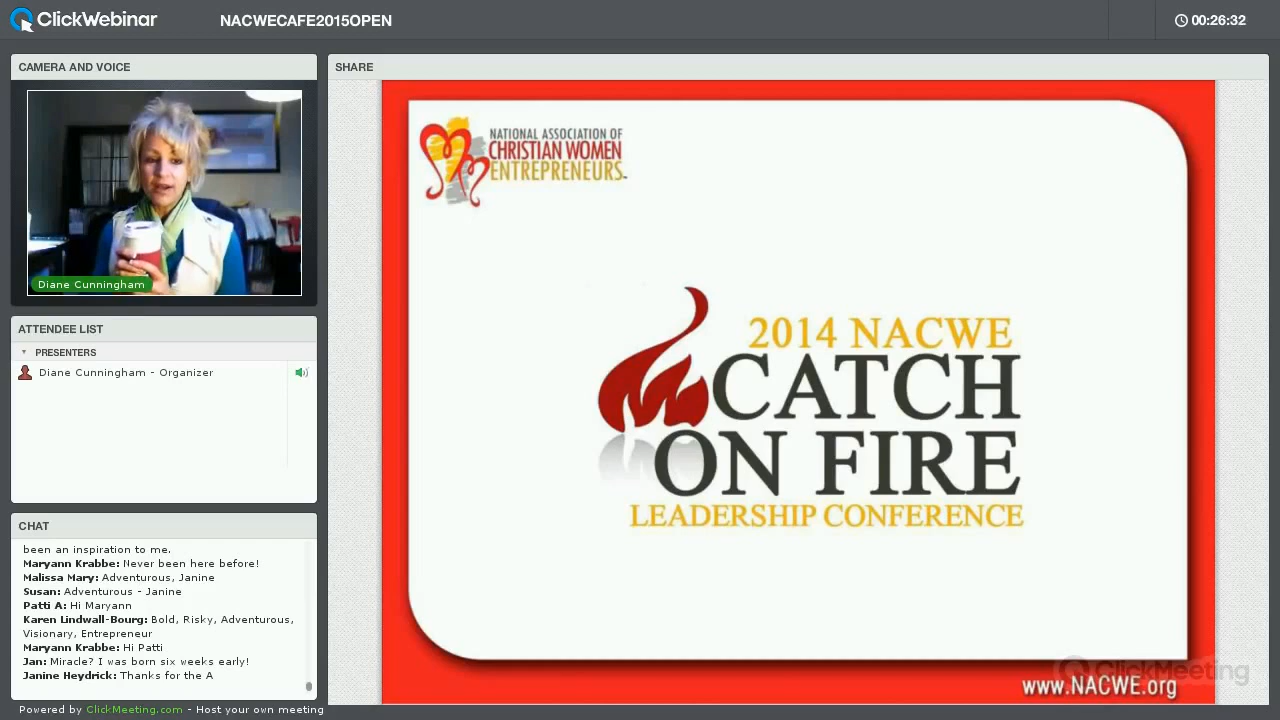 ClickWebinar
NACWECAFE2015OPEN
00:26:32
CAMERA AND VOICE
Diane Cunningham
ATTENDEE LIST
PRESENTERS
Diane Cunningham - Organizer
CHAT
been an inspiration to me.
Maryann Krabbe: Never been here before!
Adventurous, Janine
Susan: Adventurous - Janine
Patti A: Hi Maryann
Karen Lindwall-Bourg: Bold, Risky, Adventurous,
Visionary, Entrepreneur
Maryann Krabbe: Hi Patti
Jan: Me late? I was born six weeks early!
Janine: Thanks for the A
Powered by ClickMeeting.com - Host your own meeting
SHARE
NATIONAL ASSOCIATION OF
CHRISTIAN WOMEN
ENTREPRENEURS
2014 NACWE
CATCH
ON FIRE
LEADERSHIP CONFERENCE
ClickMeeting
www.NACWE.org